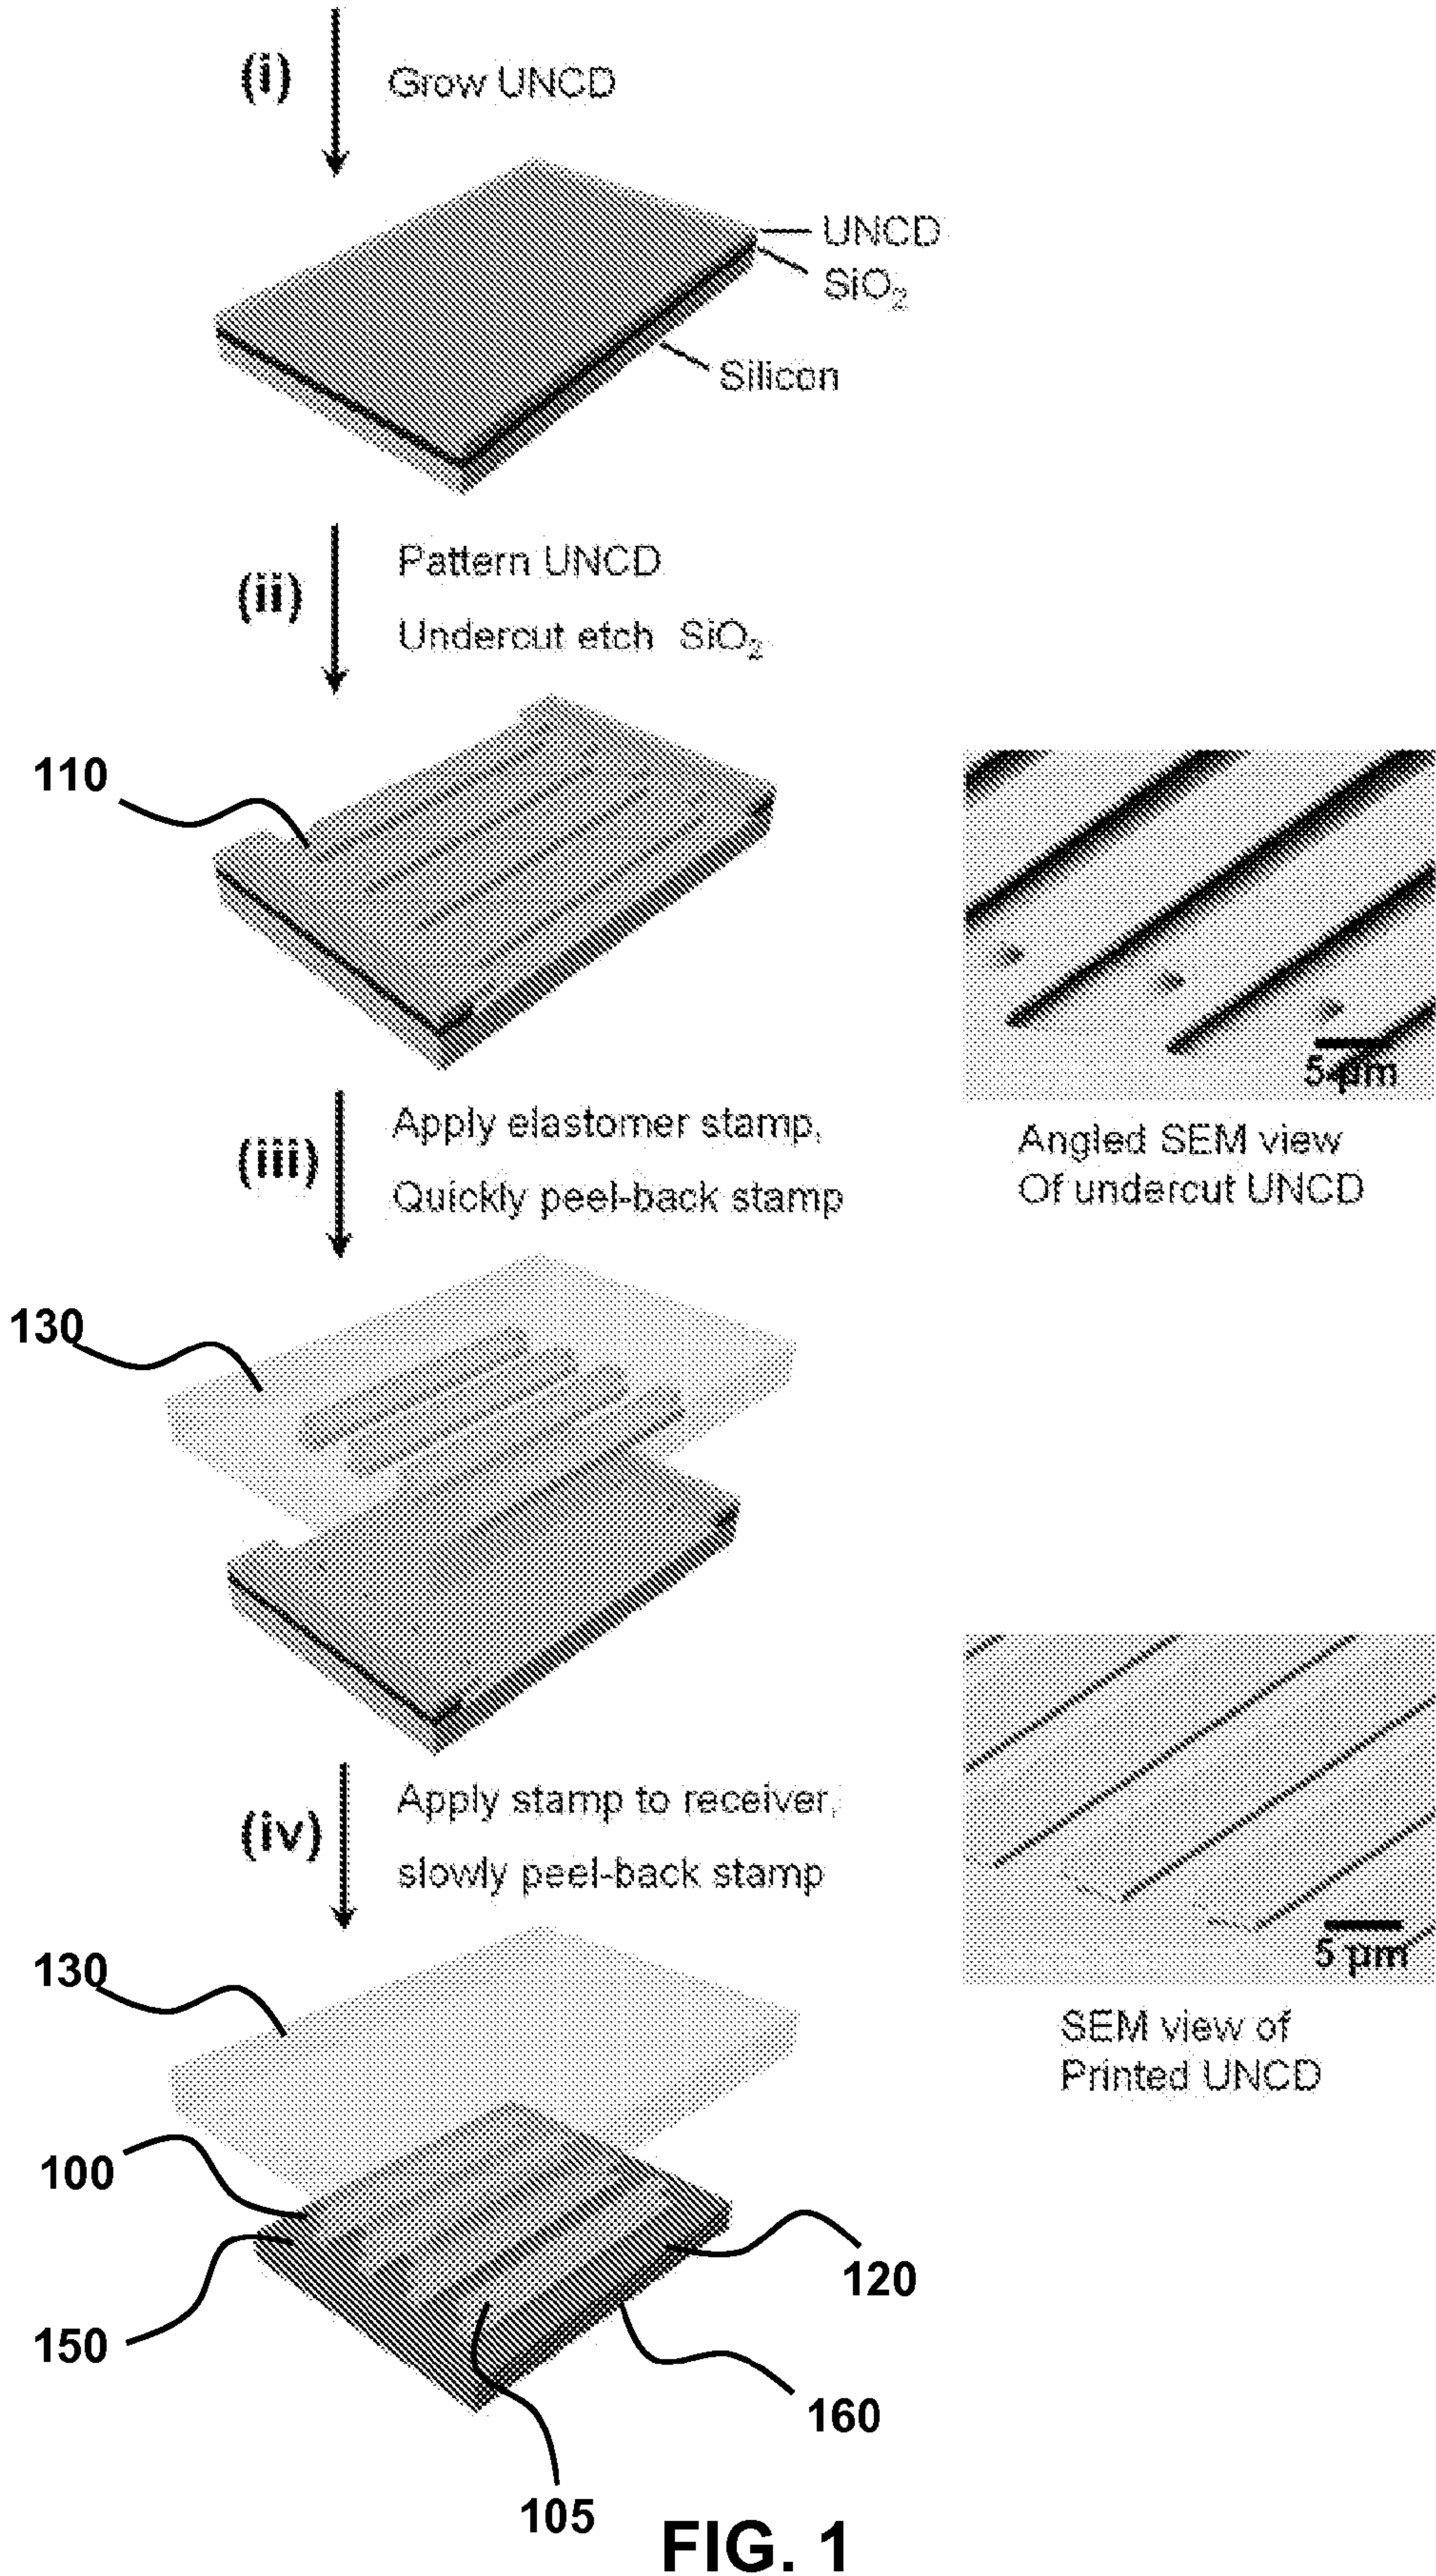 (i) Grow UNCD
UNCD
SiO₂
Silicon
(ii) Pattern UNCD
Undercut etch SiO₂
110
5 µm
Angled SEM view
Of undercut UNCD
(iii) Apply elastomer stamp,
Quickly peel-back stamp
130
(iv) Apply stamp to receiver,
slowly peel-back stamp
5 µm
SEM view of
Printed UNCD
130
100
150
120
160
105
FIG. 1